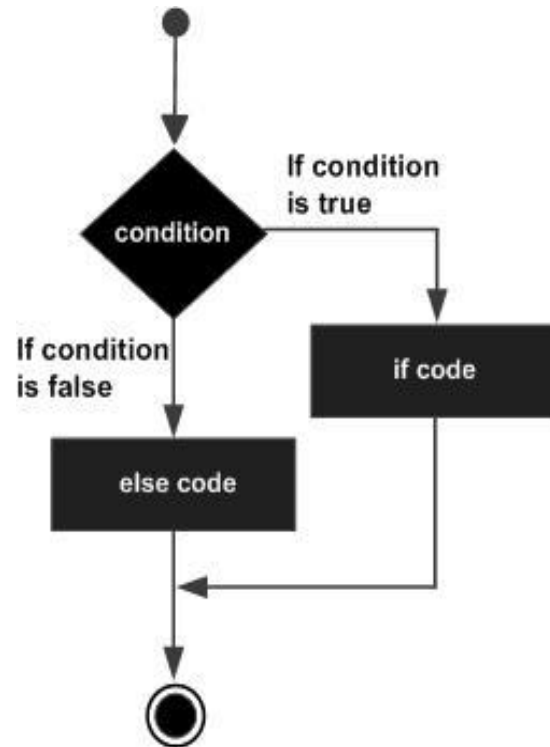 If condition
is true
condition
If condition
is false
if code
else code